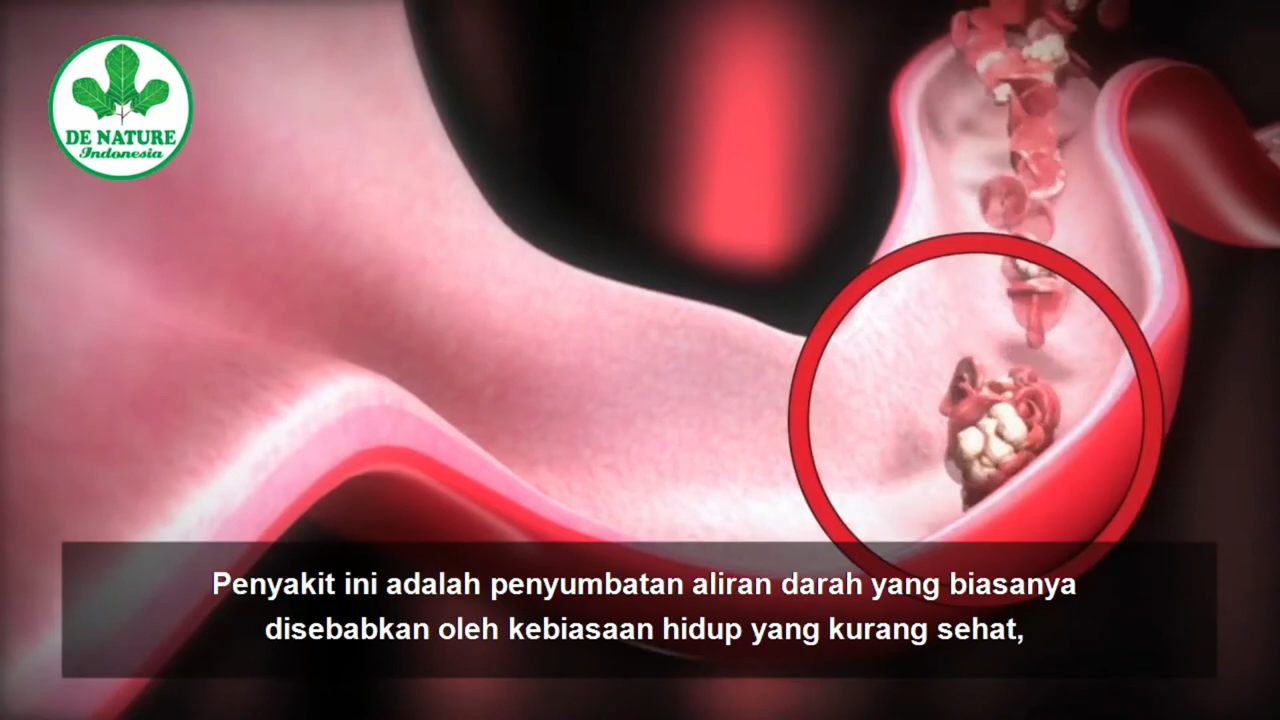 DE NATURE
Indonesia
Penyakit ini adalah penyumbatan aliran darah yang biasanya
disebabkan oleh kebiasaan hidup yang kurang sehat,